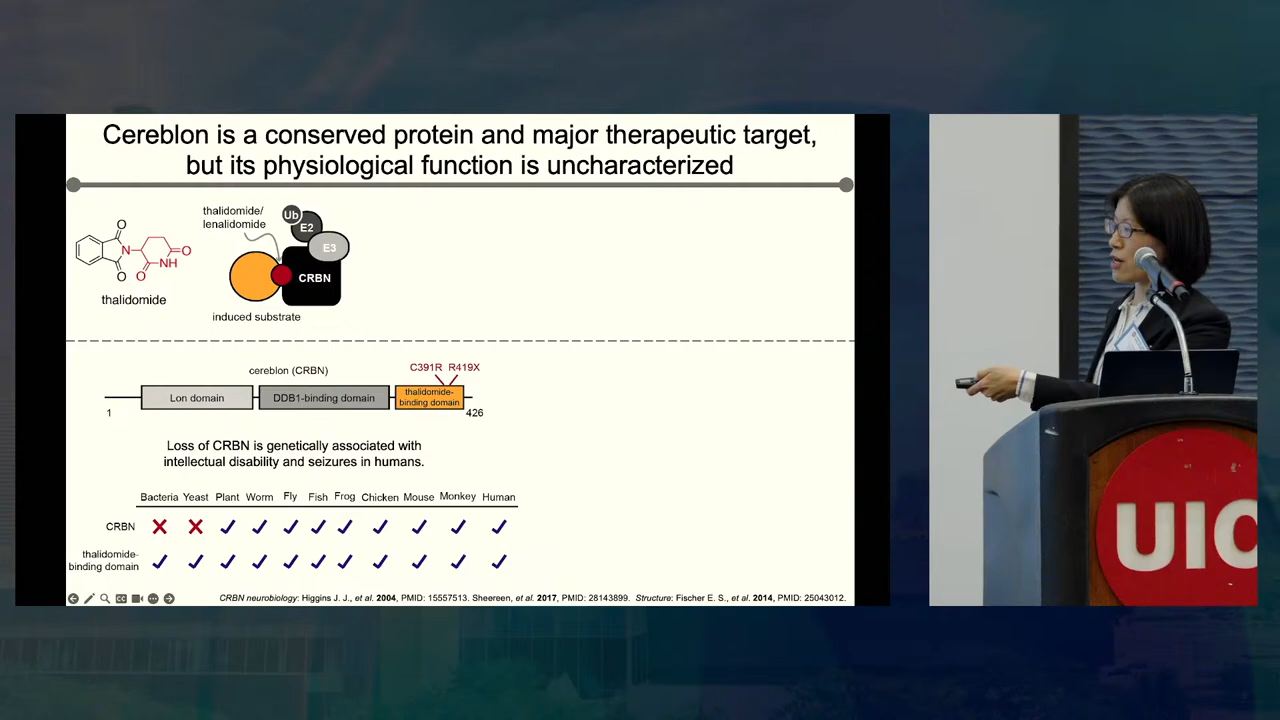 Cereblon is a conserved protein and major therapeutic target,
but its physiological function is uncharacterized
thalidomide/
lenalidomide
Ub
E2
E3
CRBN
O
N
O
O
O
NH
thalidomide
induced substrate
cereblon (CRBN)
C391R R419X
Lon domain
DDB1-binding domain
thalidomide-
binding domain
1
426
Loss of CRBN is genetically associated with
intellectual disability and seizures in humans.
Bacteria Yeast Plant Worm Fly Fish Frog Chicken Mouse Monkey Human
CRBN
thalidomide-
binding domain
CRBN neurobiology: Higgins J. J., et al. 2004, PMID: 15557513. Sheereen, et al. 2017, PMID: 28143899. Structure: Fischer E. S., et al. 2014, PMID: 25043012.
UIC